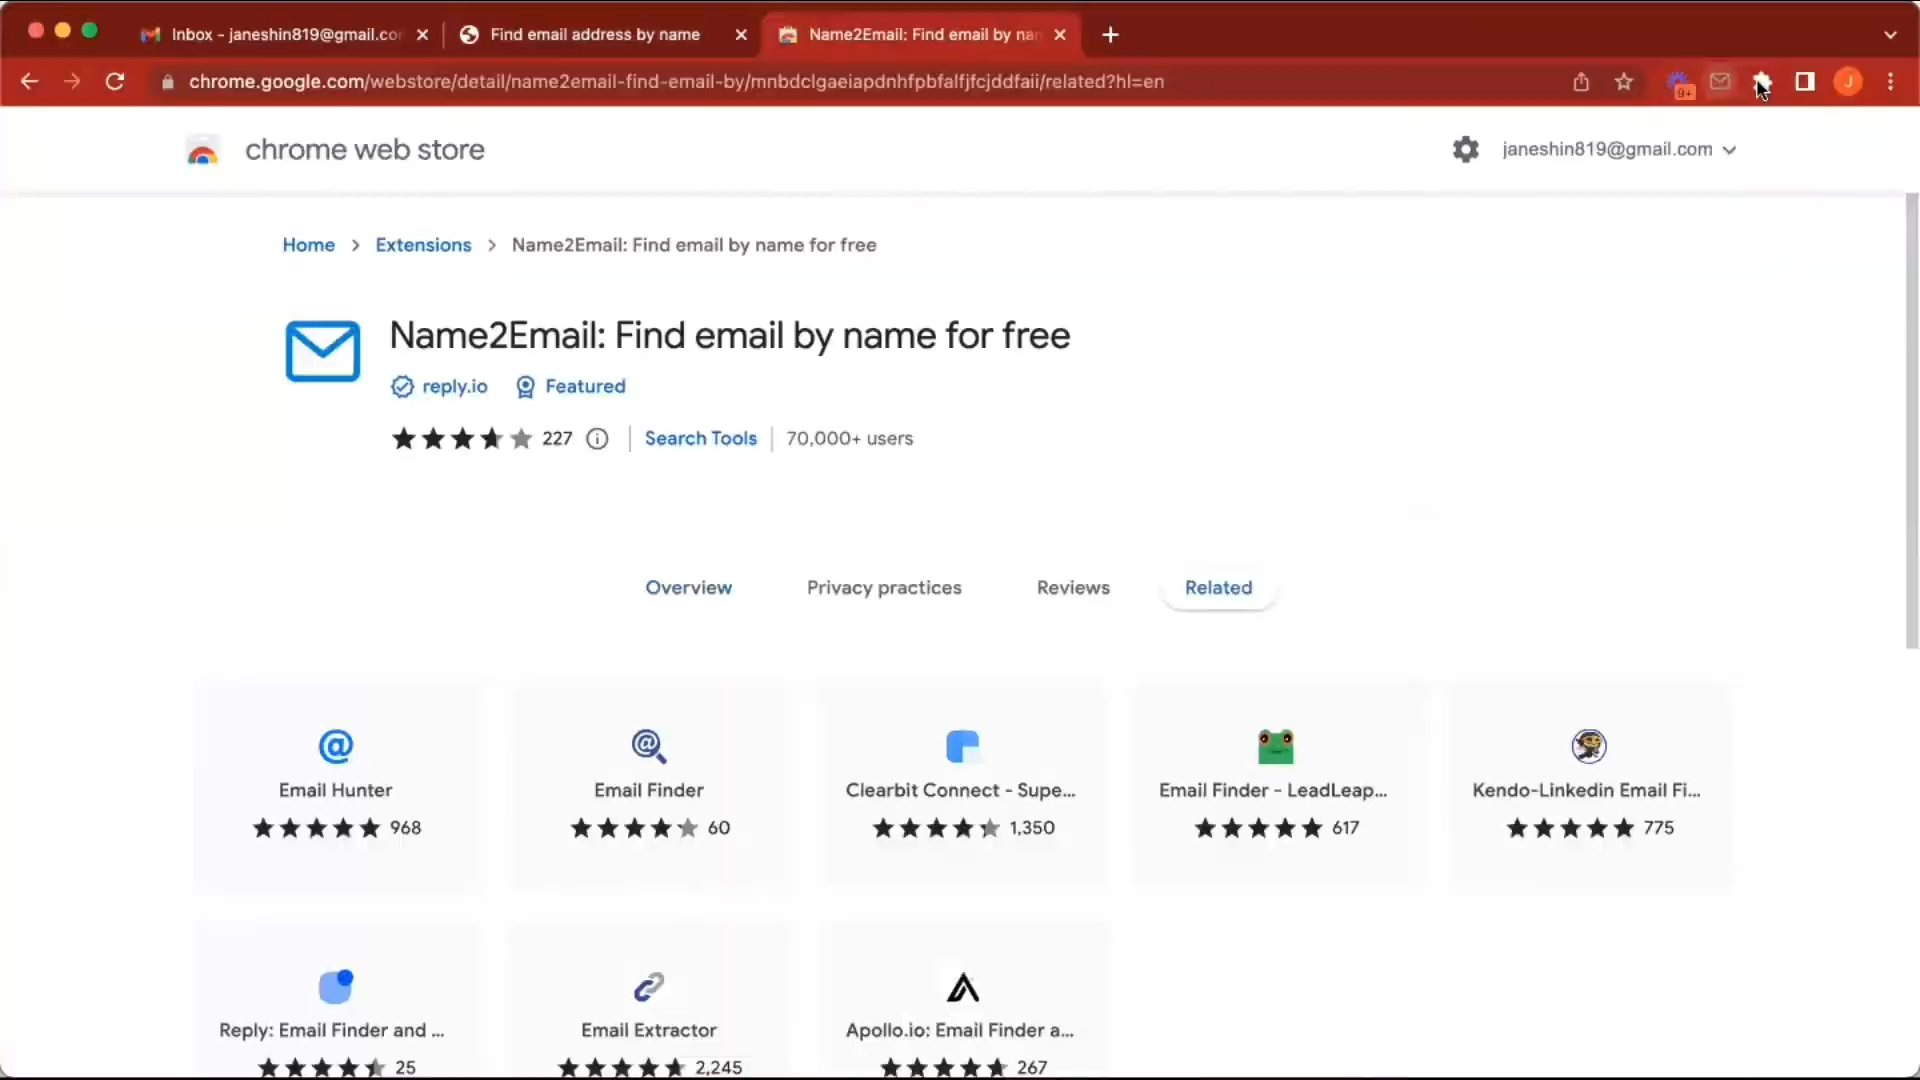 Inbox - janeshin819@gmail.co
Find email address by name
Name2Email: Find email by na
chrome.google.com/webstore/detail/name2email-find-email-by/mnbdclgaeiapdnhfpbfalfjfcjddfaii/related?hl=en
9+
J
chrome web store
janeshin819@gmail.com
Home > Extensions > Name2Email: Find email by name for free
Name2Email: Find email by name for free
reply.io Featured
227 Search Tools 70,000+ users
Overview Privacy practices Reviews Related
Email Hunter
968
Email Finder
60
Clearbit Connect - Supe...
1,350
Email Finder - LeadLeap...
617
Kendo-Linkedin Email Fi...
775
Reply: Email Finder and ...
25
Email Extractor
2,245
Apollo.io: Email Finder a...
267